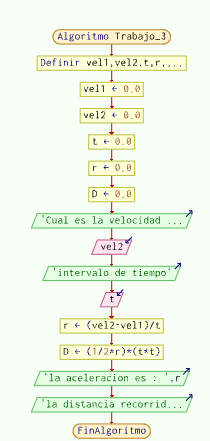 Algoritmo Trabajo_3
Definir vel1,vel2,t,r,...
vel1 ← 0.0
vel2 ← 0.0
t ← 0.0
r ← 0.0
D ← 0.0
'Cual es la velocidad ...
vel2
'intervalo de tiempo'
t
r ← (vel2-vel1)/t
D ← (1/2*r)*(t*t)
'la aceleracion es : ',r
'la distancia recorrid...
FinAlgoritmo